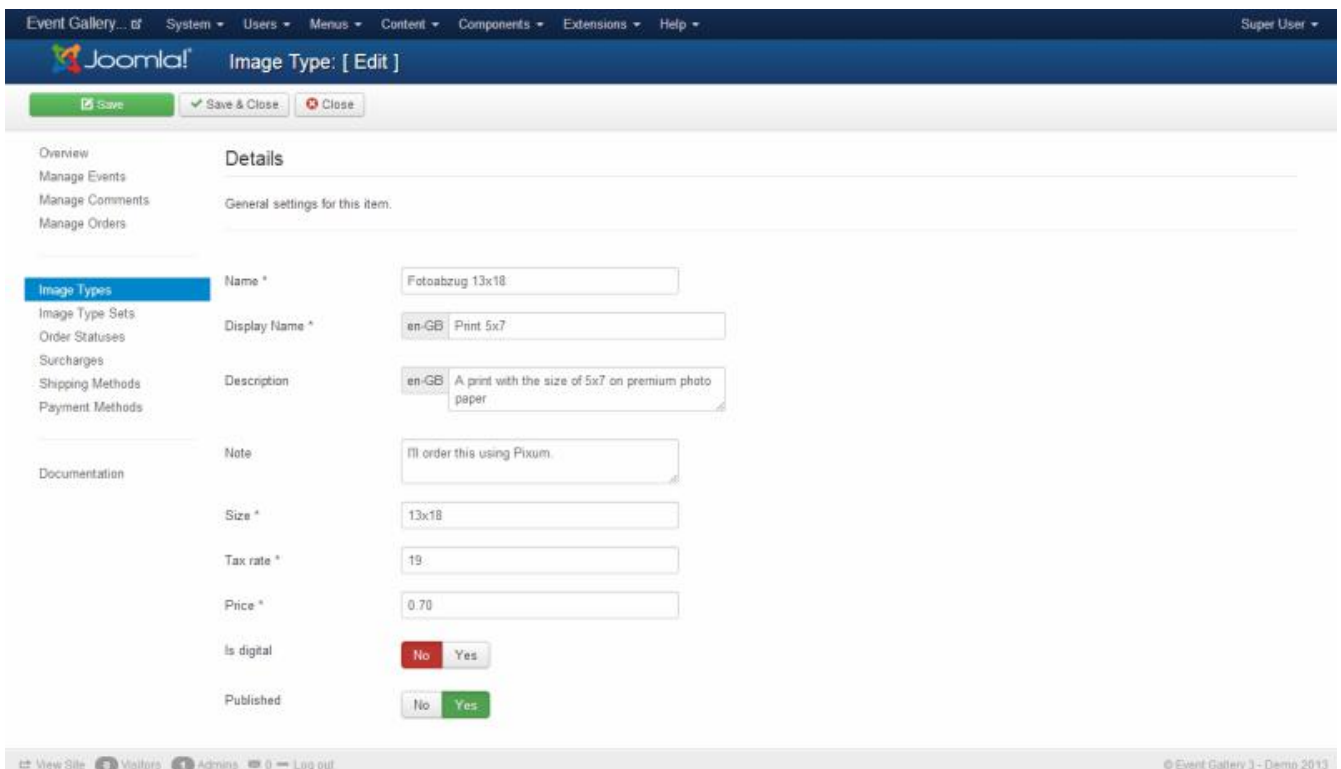 Event Gallery... System Users Menus Content Components Extensions Help Super User
Joomla! Image Type: [ Edit ]
Save Save & Close Close
Overview
Manage Events
Manage Comments
Manage Orders
Image Types
Image Type Sets
Order Statuses
Surcharges
Shipping Methods
Payment Methods
Documentation
Details
General settings for this item.
Name * Fotoabzug 13x18
Display Name * en-GB Print 5x7
Description en-GB A print with the size of 5x7 on premium photo
paper
Note I'll order this using Pixum.
Size * 13x18
Tax rate * 19
Price * 0.70
Is digital No Yes
Published No Yes
View Site Visitors 1 Admins 0 Log out © Event Gallery 3 - Demo 2013